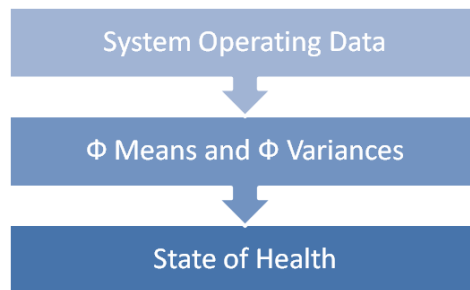 System Operating Data
Φ Means and Φ Variances
State of Health